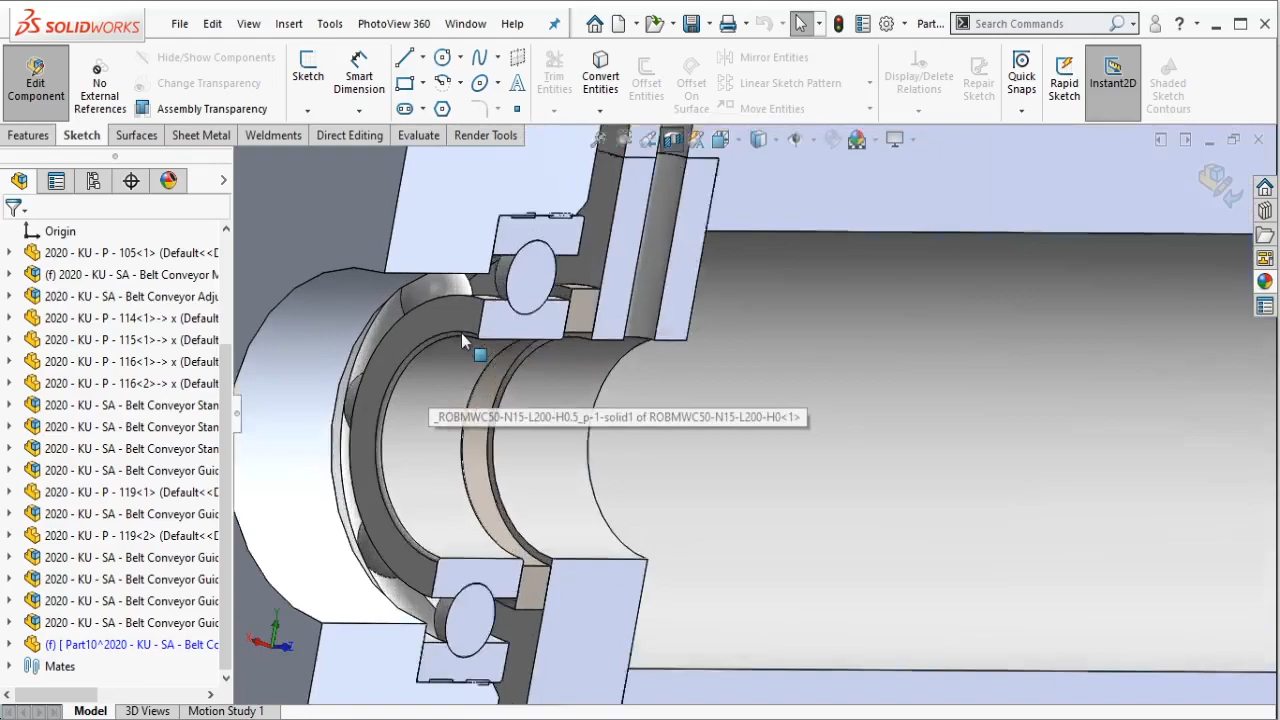 SOLIDWORKS File Edit View Insert Tools PhotoView 360 Window Help Part... Search Commands ?
Edit Component
No External References
Hide/Show Components
Change Transparency
Assembly Transparency
Sketch
Smart Dimension
Trim Entities
Convert Entities
Offset Entities
Offset On Surface
Mirror Entities
Linear Sketch Pattern
Move Entities
Display/Delete Relations
Repair Sketch
Quick Snaps
Rapid Sketch
Instant2D
Shaded Sketch Contours
Features Sketch Surfaces Sheet Metal Weldments Direct Editing Evaluate Render Tools
Origin
2020 - KU - P - 105<1> (Default<<D
(f) 2020 - KU - SA - Belt Conveyor M
2020 - KU - SA - Belt Conveyor Adju
2020 - KU - P - 114<1>-> x (Default
2020 - KU - P - 115<1>-> x (Default
2020 - KU - P - 116<1>-> x (Default
2020 - KU - P - 116<2>-> x (Default
2020 - KU - SA - Belt Conveyor Stan
2020 - KU - SA - Belt Conveyor Stan
2020 - KU - SA - Belt Conveyor Stan
2020 - KU - SA - Belt Conveyor Guid
2020 - KU - P - 119<1> (Default<<D
2020 - KU - SA - Belt Conveyor Guid
2020 - KU - P - 119<2> (Default<<D
2020 - KU - SA - Belt Conveyor Guid
2020 - KU - SA - Belt Conveyor Guid
2020 - KU - SA - Belt Conveyor Guid
2020 - KU - SA - Belt Conveyor Guid
(f) [ Part10^2020 - KU - SA - Belt Co
Mates
_ROBMWC50-N15-L200-H0.5_p-1-solid1 of ROBMWC50-N15-L200-H0<1>
Y
X
Z
Model 3D Views Motion Study 1